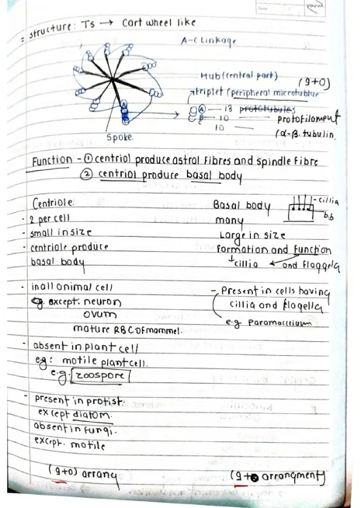 structure: TS → Cart wheel like
A-C Linkage
Hub (central part) (9+0)
triplet (peripheral microtubu
A - 13 protofibules
B - 10 protofilament
10 (α-β tubulin
Spoke
Function - ① centriol produce astral fibres and spindle fibre
② centriol produce basal body
Centriole Basal body cillia
b.b
- 2 per cell many
- small in size Large in size
- centriole produce Formation and Function
basal body cillia and flaggela
- in all animal cell - Present in cells having
eg except: neuron cillia and flagella
ovum e.g Paramoecium
mature RBC of mammel.
- absent in plant cell
eg: motile plant cell.
e.g: zoospore
- present in protist
except diatom.
absent in fungi.
except. motile
(9+0) arrang (9+0 arrangment)